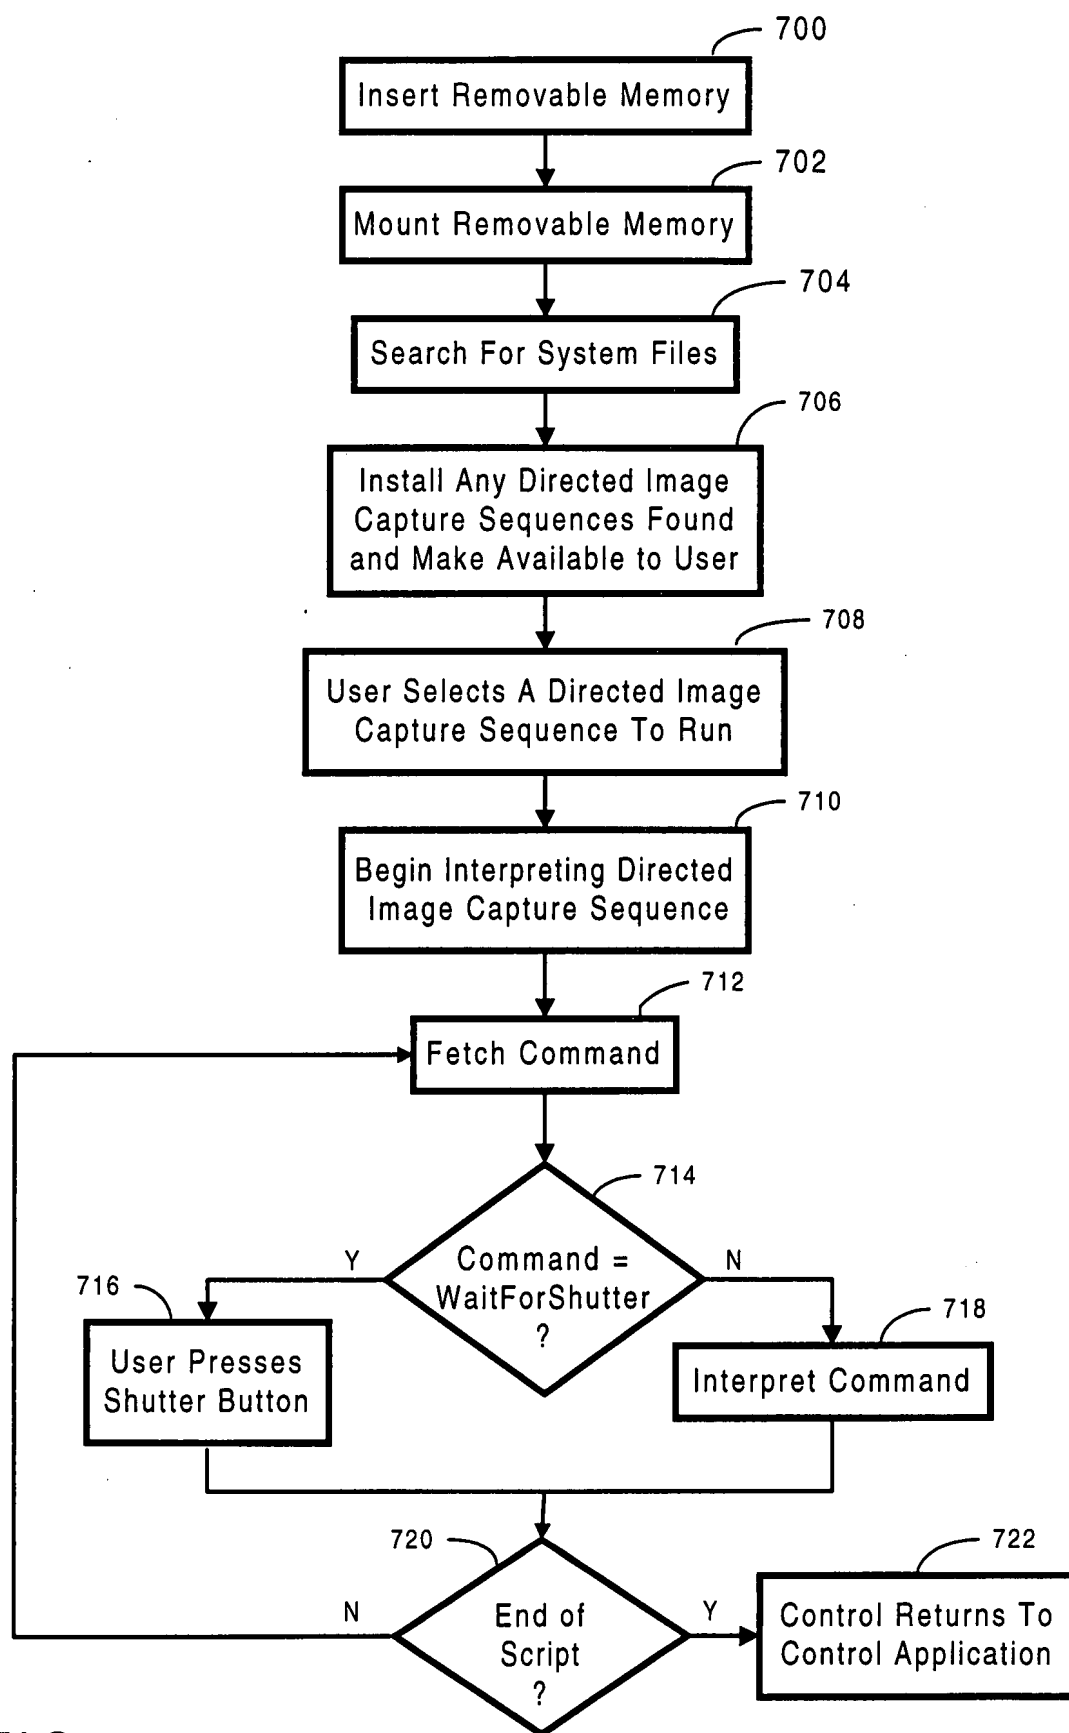 700
Insert Removable Memory
702
Mount Removable Memory
704
Search For System Files
706
Install Any Directed Image
Capture Sequences Found
and Make Available to User
708
User Selects A Directed Image
Capture Sequence To Run
710
Begin Interpreting Directed
Image Capture Sequence
712
Fetch Command
714
Command =
WaitForShutter
?
Y
N
716
User Presses
Shutter Button
718
Interpret Command
720
End of
Script
?
N
Y
722
Control Returns To
Control Application